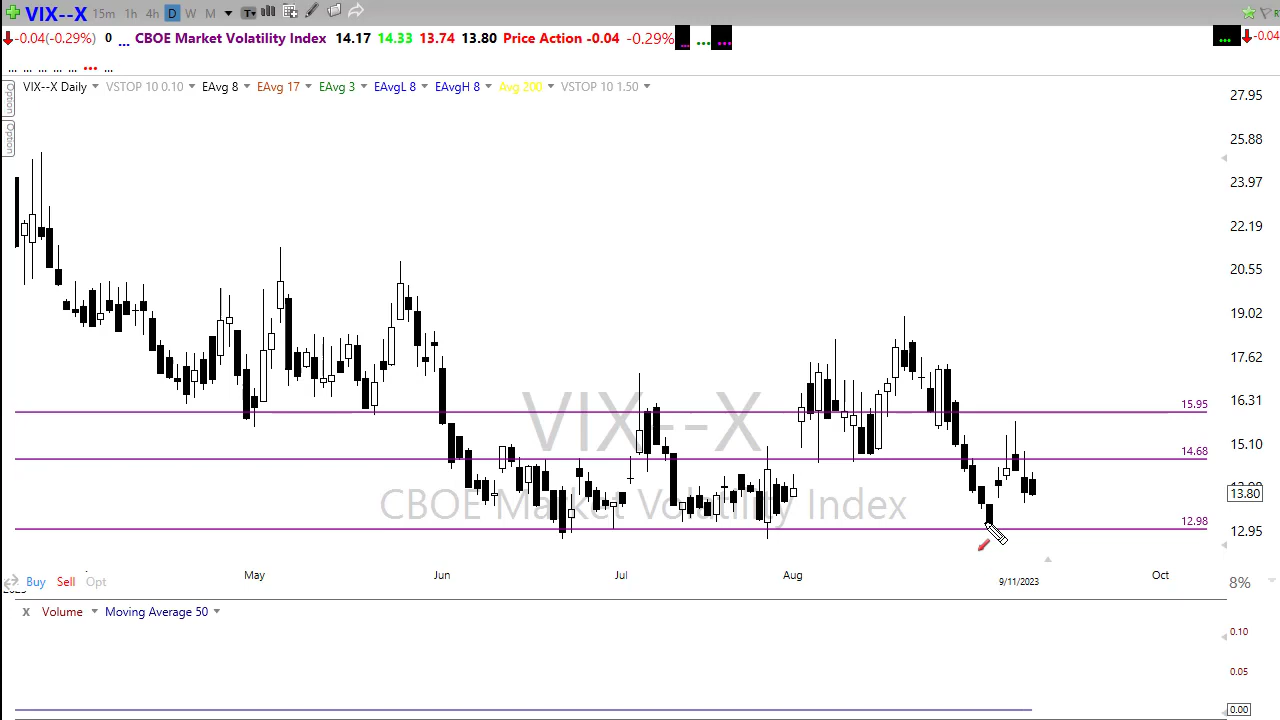 VIX--X 15m 1h 4h D W M T
-0.04(-0.29%) 0 ... CBOE Market Volatility Index 14.17 14.33 13.74 13.80 Price Action -0.04 -0.29% ... ... ... ... -0.04
... ... ... ... ... ... ...
VIX--X Daily VSTOP 10 0.10 EAvg 8 EAvg 17 EAvg 3 EAvgL 8 EAvgH 8 Avg 200 VSTOP 10 1.50
Option
Option
27.95
25.88
23.97
22.19
20.55
19.02
17.62
16.31
15.95
15.10
14.68
13.80
12.98
12.95
VIX--X
CBOE Market Volatility Index
May Jun Jul Aug 9/11/2023 Oct
Buy Sell Opt 8%
X Volume Moving Average 50
0.10
0.05
0.00